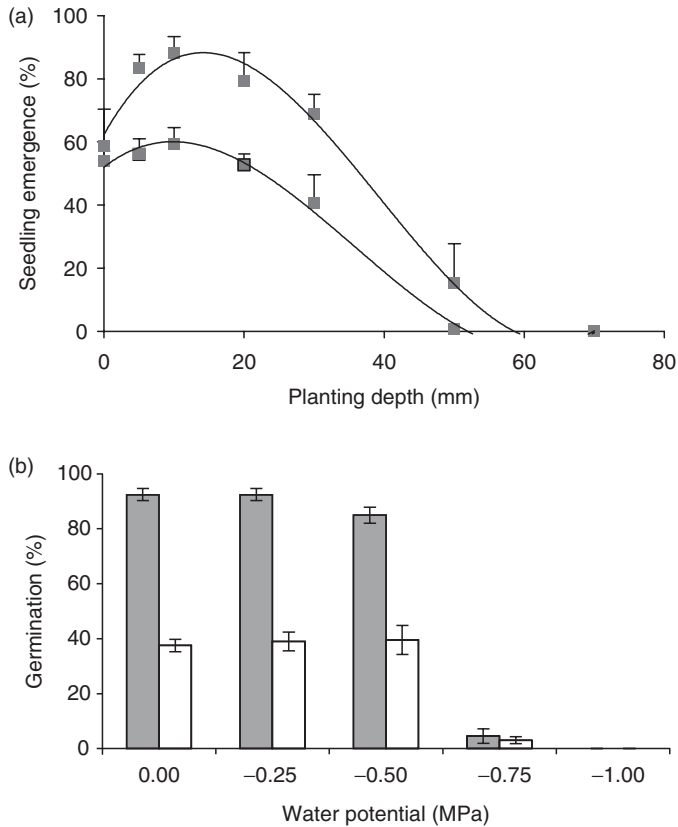 (a)
100
80
60
40
20
0
Seedling emergence (%)
0 20 40 60 80
Planting depth (mm)
(b)
100
80
60
40
20
0
Germination (%)
0.00 −0.25 −0.50 −0.75 −1.00
Water potential (MPa)